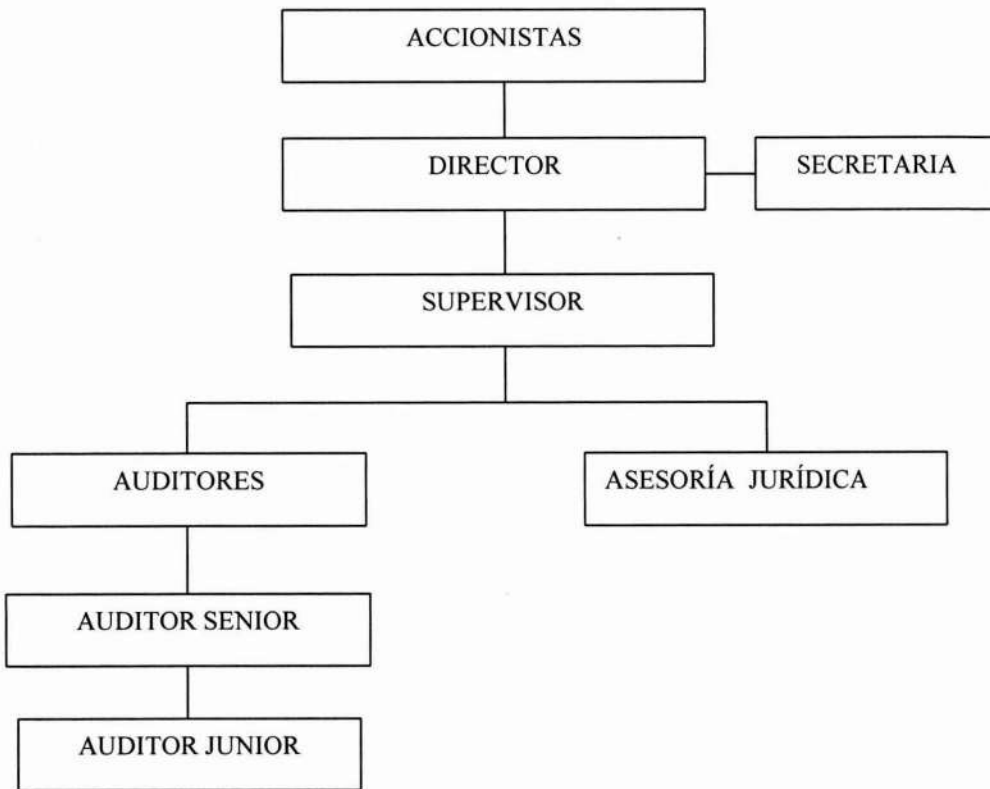 ACCIONISTAS
DIRECTOR
SECRETARIA
SUPERVISOR
AUDITORES
ASESORÍA JURÍDICA
AUDITOR SENIOR
AUDITOR JUNIOR